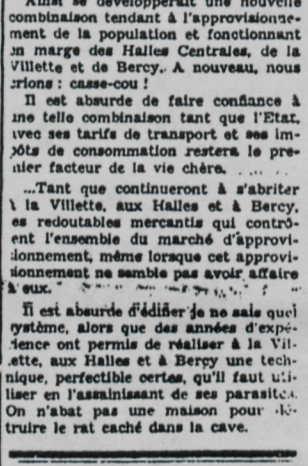 Ainsi se développerait une nouvelle
combinaison tendant à l'approvisionne-
ment de la population et fonctionnant
en marge des Halles Centrales, de la
Villette et de Bercy. A nouveau, nous
crions : casse-cou !
Il est absurde de faire confiance à
une telle combinaison tant que l'Etat,
avec ses tarifs de transport et ses im-
pôts de consommation restera le pre-
mier facteur de la vie chère.
...Tant que continueront à s'abriter
à la Villette, aux Halles et à Bercy,
les redoutables mercantis qui contrô-
lent l'ensemble du marché d'approvi-
sionnement, même lorsque cet approvi-
sionnement ne semble pas avoir affaire
à eux.
Il est absurde d'édifier je ne sais quel
système, alors que des années d'expé-
rience ont permis de réaliser à la Vil-
lette, aux Halles et à Bercy une tech-
nique, perfectible certes, qu'il faut uti-
liser en l'assainissant de ses parasites.
On n'abat pas une maison pour dé-
truire le rat caché dans la cave.